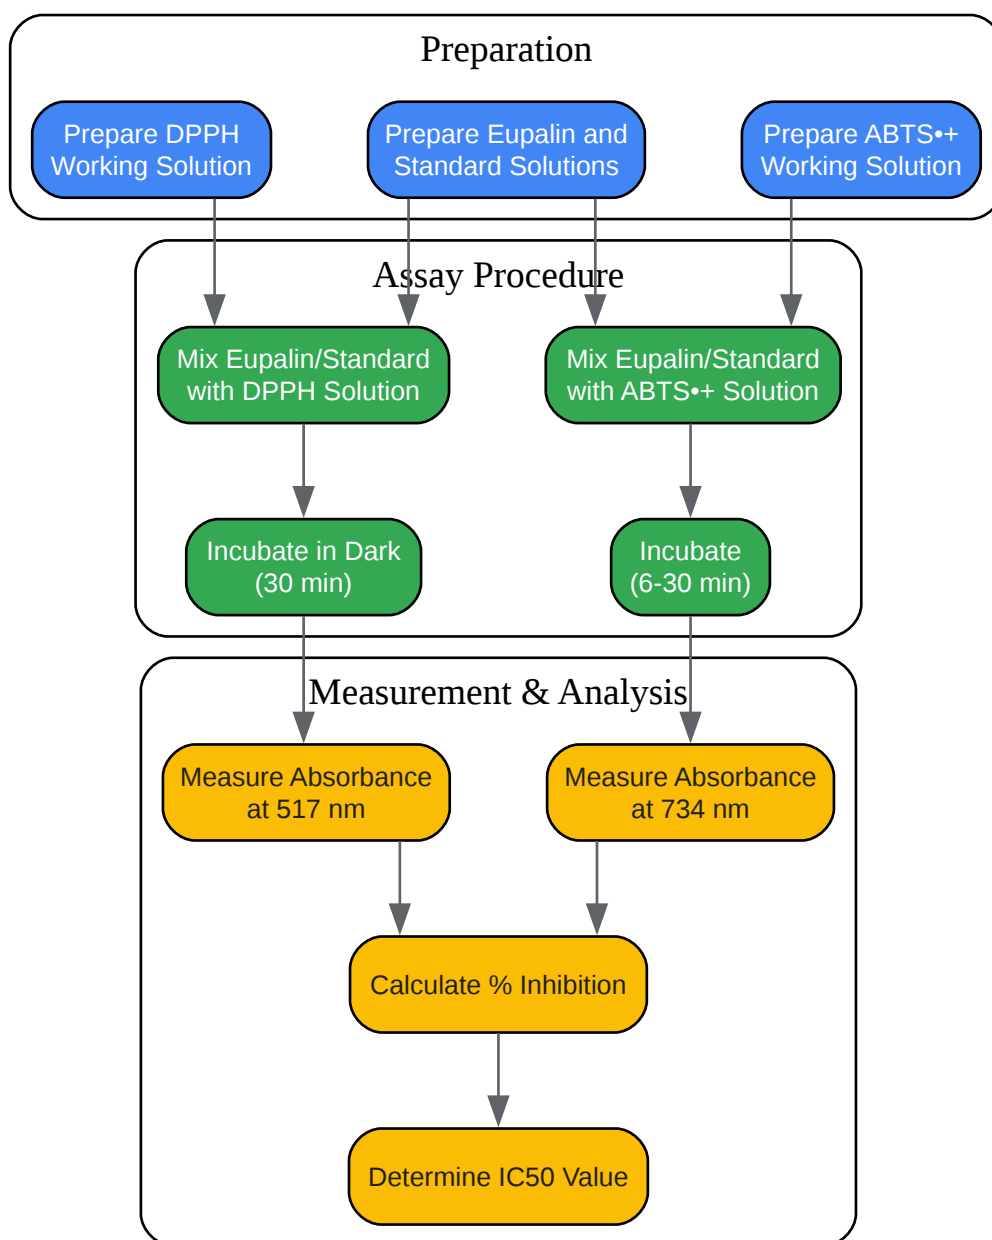 Preparation
Prepare DPPH
Working Solution
Prepare Eupalin and
Standard Solutions
Prepare ABTS•+
Working Solution
Assay Procedure
Mix Eupalin/Standard
with DPPH Solution
Mix Eupalin/Standard
with ABTS•+ Solution
Incubate in Dark
(30 min)
Incubate
(6-30 min)
Measurement & Analysis
Measure Absorbance
at 517 nm
Measure Absorbance
at 734 nm
Calculate % Inhibition
Determine IC50 Value